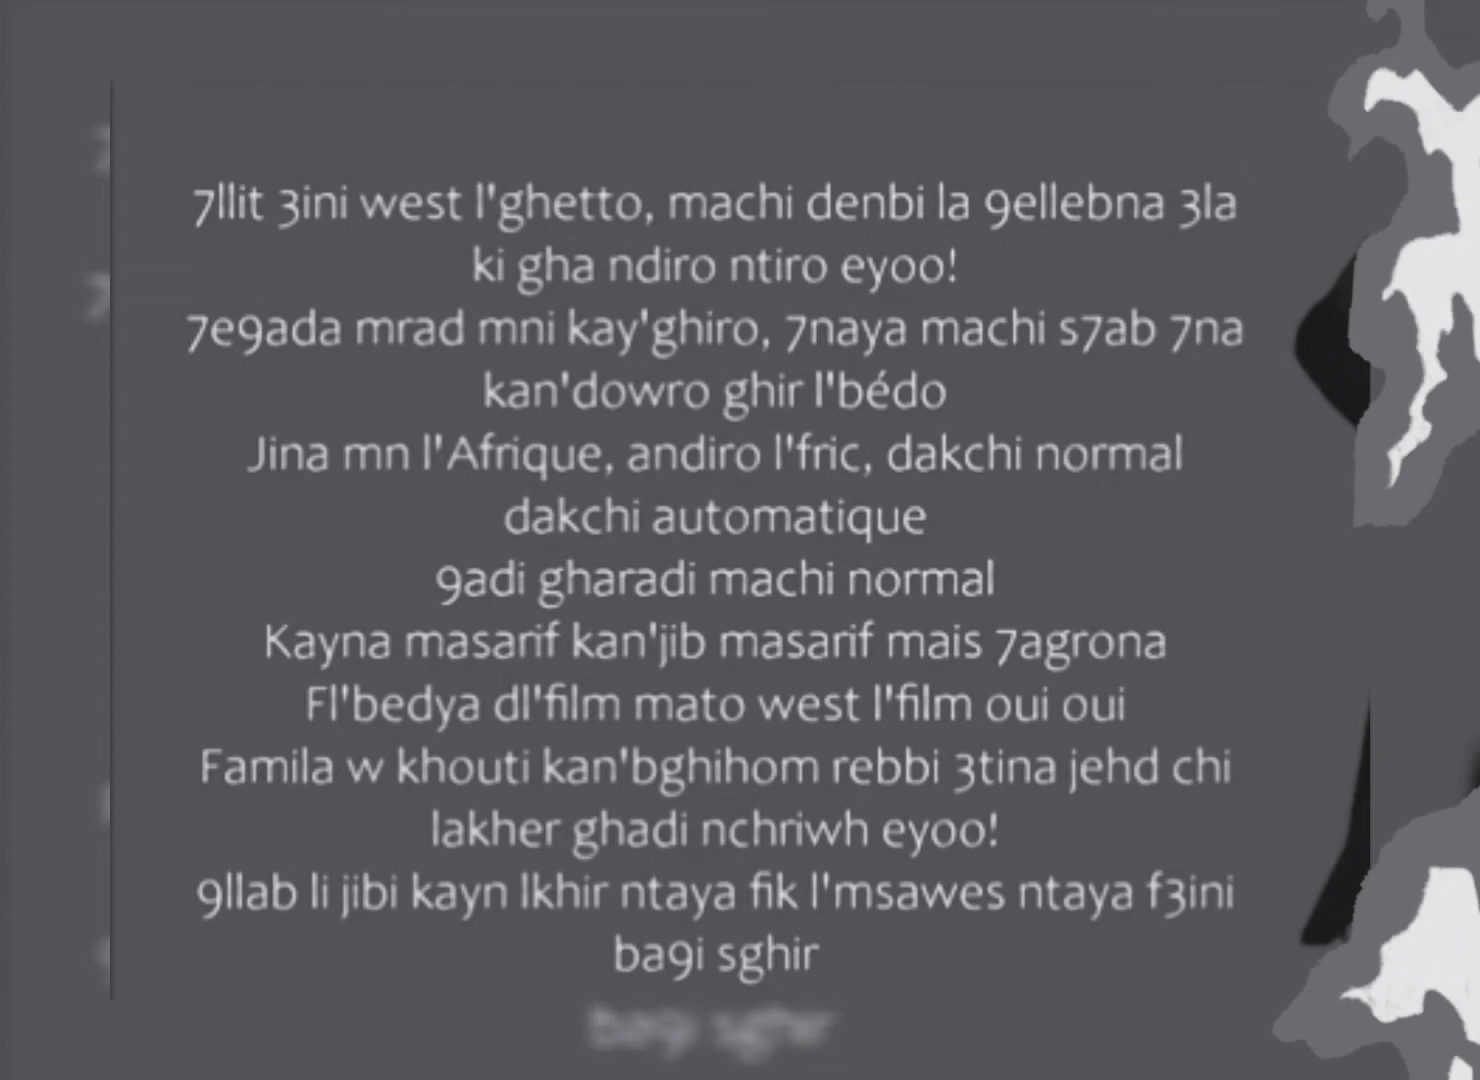 7llit 3ini west l'ghetto, machi denbi la 9ellebna 3la
ki gha ndiro ntiro eyoo!
7e9ada mrad mni kay'ghiro, 7naya machi s7ab 7na
kan'dowro ghir l'bédo
Jina mn l'Afrique, andiro l'fric, dakchi normal
dakchi automatique
9adi gharadi machi normal
Kayna masarif kan'jib masarif mais 7agrona
Fl'bedya dl'film mato west l'film oui oui
Famila w khouti kan'bghihom rebbi 3tina jehd chi
lakher ghadi nchriwh eyoo!
9llab li jibi kayn lkhir ntaya fik l'msawes ntaya f3ini
ba9i sghir
ba9i sghir